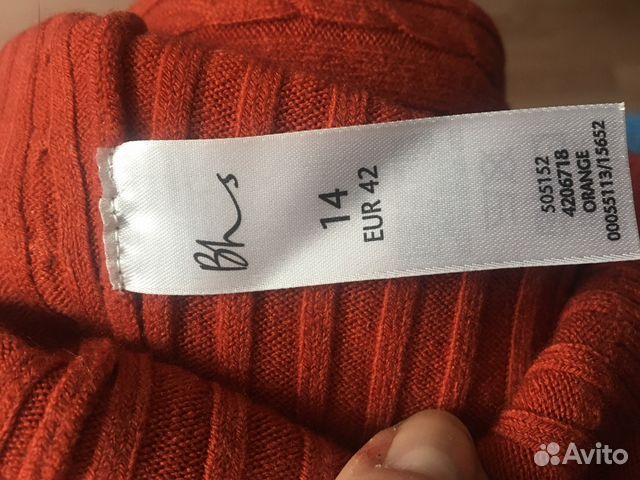 Bhs
14
EUR 42
505152
4206718
ORANGE
00055113/15652
Avito